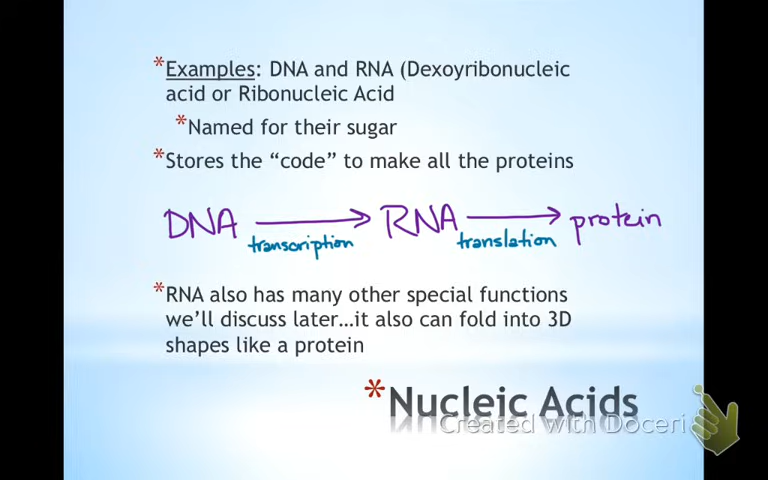 *Examples: DNA and RNA (Dexoyribonucleic
acid or Ribonucleic Acid
*Named for their sugar
*Stores the “code” to make all the proteins
DNA → RNA → protein
transcription translation
*RNA also has many other special functions
we’ll discuss later…it also can fold into 3D
shapes like a protein
*Nucleic Acids
Created with Doceri